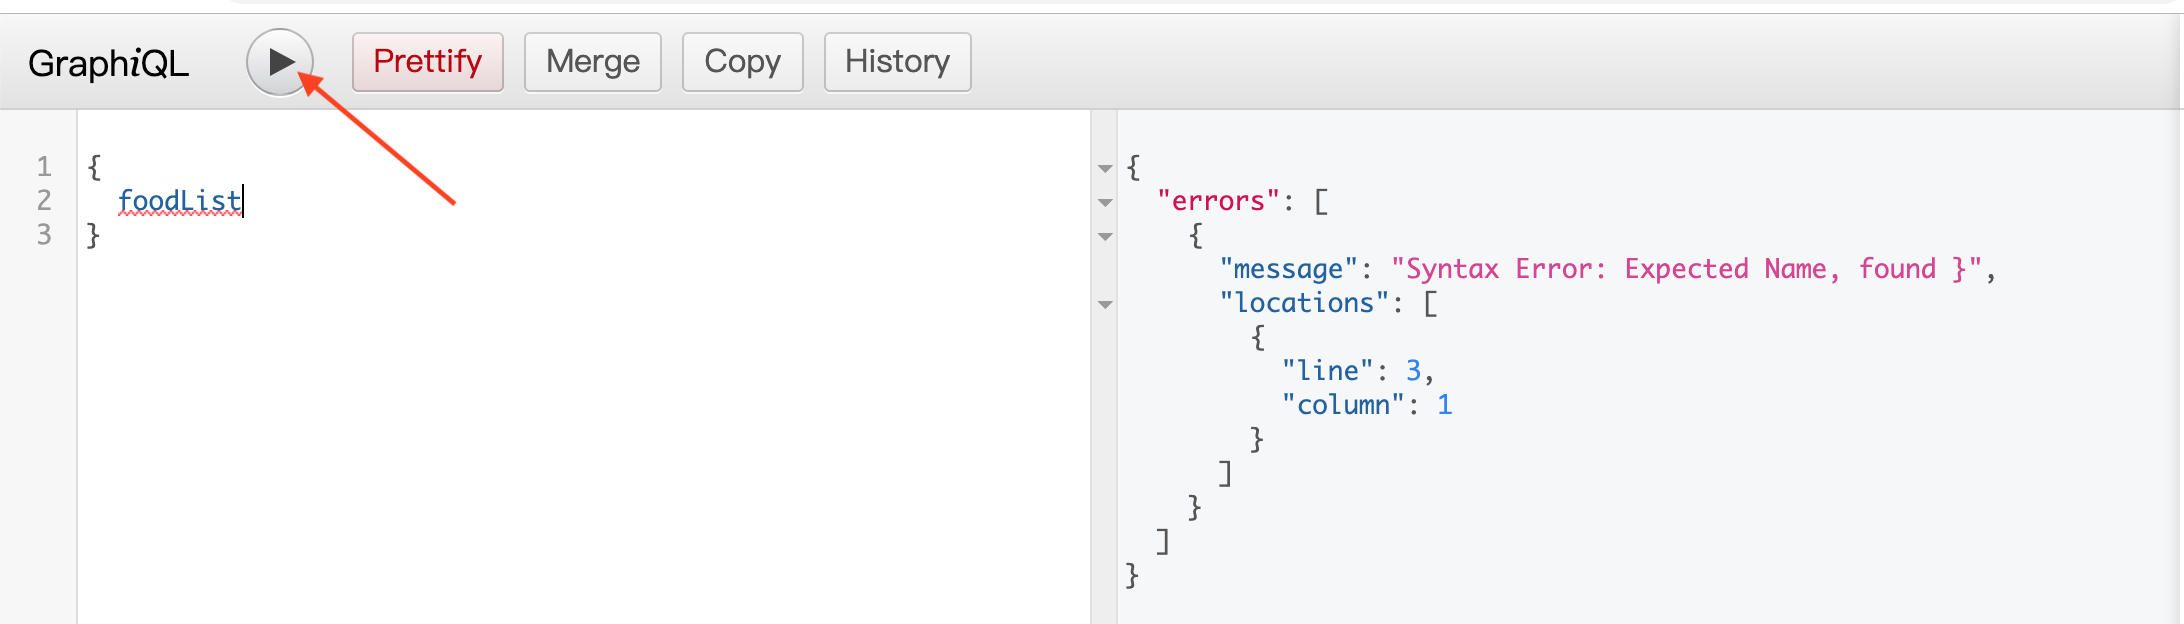 GraphiQL Prettify Merge Copy History
1 {
2 foodList
3 }
{
"errors": [
{
"message": "Syntax Error: Expected Name, found }",
"locations": [
{
"line": 3,
"column": 1
}
]
}
]
}